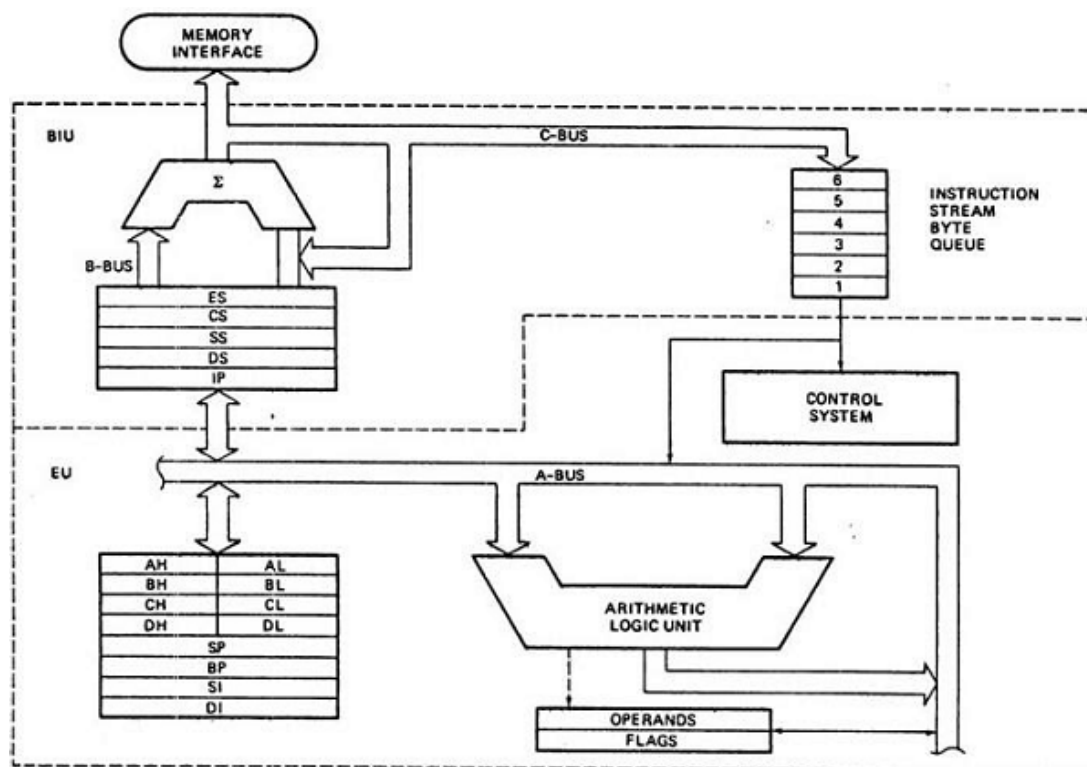 MEMORY
INTERFACE
BIU
C-BUS
Σ
6
5
4
3
2
1
INSTRUCTION
STREAM
BYTE
QUEUE
B-BUS
ES
CS
SS
DS
IP
CONTROL
SYSTEM
EU
A-BUS
AH AL
BH BL
CH CL
DH DL
SP
BP
SI
DI
ARITHMETIC
LOGIC UNIT
OPERANDS
FLAGS